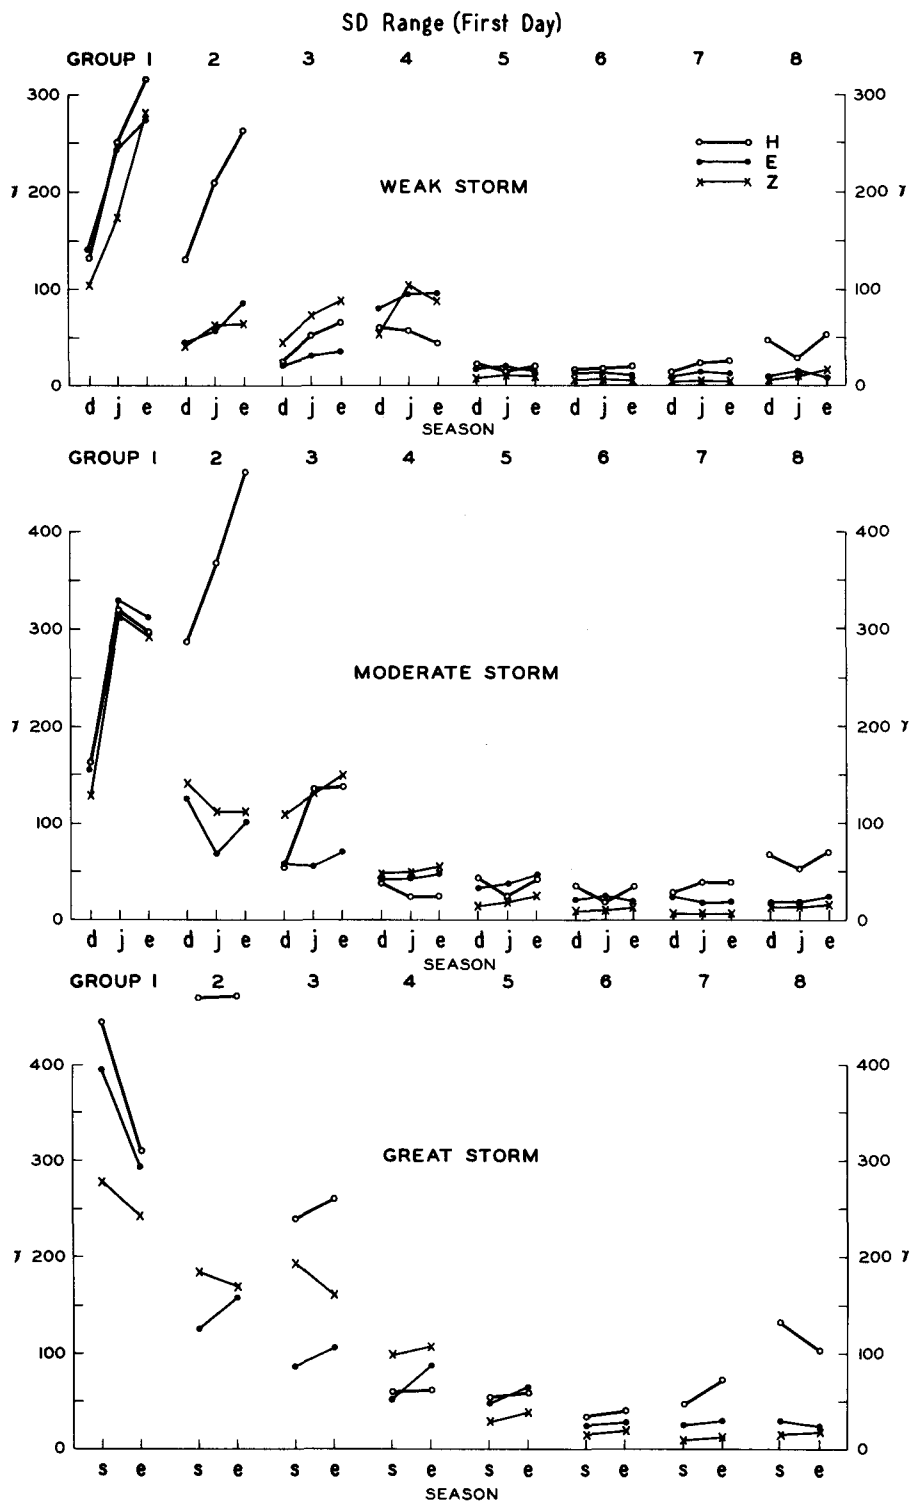 SD Range (First Day)
GROUP 1 2 3 4 5 6 7 8
300 300
H
E
γ 200 WEAK STORM Z 200 γ
100 100
0 0
d j e d j e d j e d j e d j e d j e d j e d j e
SEASON
GROUP 1 2 3 4 5 6 7 8
400 400
300 300
MODERATE STORM
γ 200 200 γ
100 100
0 0
d j e d j e d j e d j e d j e d j e d j e d j e
SEASON
GROUP 1 2 3 4 5 6 7 8
400 400
300 GREAT STORM 300
γ 200 200 γ
100 100
0 0
s e s e s e s e s e s e s e s e
SEASON